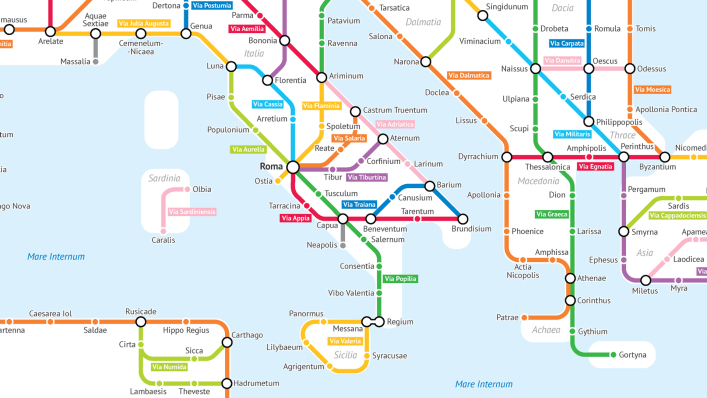 Dertona
Via Postumia
Parma
Tarsatica
Singidunum
Dacia
mausus
Aquae
Sextiae
Via Julia Augusta
Genua
Via Aemilia
Patavium
Dalmatia
Salona
Drobeta
Romula
Tomis
Arelate
Cemenelum-
-Nicaea
Bononia
Italia
Ravenna
Viminacium
Via Carpata
Massalia
Luna
Florentia
Ariminum
Narona
Via Dalmatica
Naissus
Via Danubia
Oescus
Odessus
Pisae
Via Cassia
Via Flaminia
Castrum Truentum
Doclea
Ulpiana
Serdica
Via Moesica
Apollonia Pontica
Populonium
Arretium
Spoletum
Via Salaria
Via Adriatica
Lissus
Scupi
Philippopolis
Via Militaris
Thrace
Via Aurelia
Reate
Aternum
Amphipolis
Perinthus
Nicomedi
Roma
Corfinium
Larinum
Dyrrachium
Thessalonica
Via Egnatia
Byzantium
Sardinia
Ostia
Tibur
Via Tiburtina
Macedonia
Olbia
Tusculum
Barium
Canusium
Apollonia
Dion
Pergamum
Sardis
Via Sardiniensis
Tarracina
Via Traiana
Tarentum
Via Graeca
Via Cappadociensis
Via Appia
Capua
Beneventum
Brundisium
Phoenice
Larissa
Smyrna
Apamea
Caralis
Neapolis
Salernum
Amphissa
Asia
Laodicea
Mare Internum
Consentia
Actia
Nicopolis
Ephesus
Via Popilia
Athenae
Miletus
Myra
Vibo Valentia
Corinthus
Caesarea Iol
Rusicade
Panormus
Patrae
artenna
Saldae
Hippo Regius
Messana
Regium
Achaea
Gythium
Cirta
Carthago
Via Valeria
Sicca
Lilybaeum
Sicilia
Syracusae
Gortyna
Via Numida
Agrigentum
Lambaesis
Theveste
Hadrumetum
Mare Internum